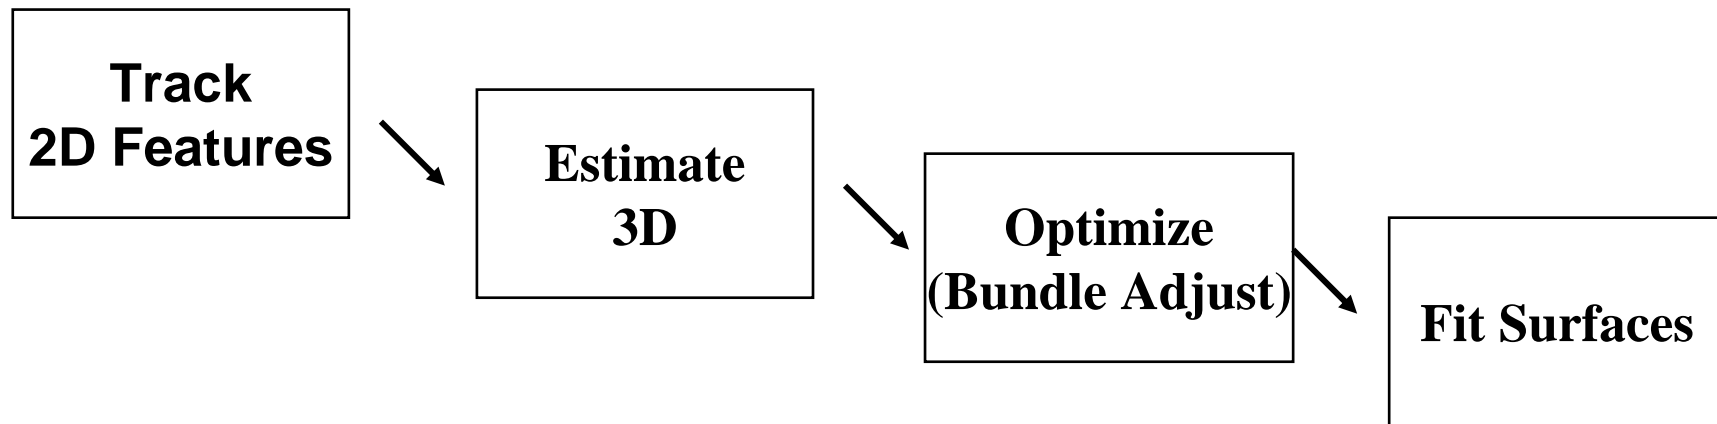 Track
2D Features
Estimate
3D
Optimize
(Bundle Adjust)
Fit Surfaces